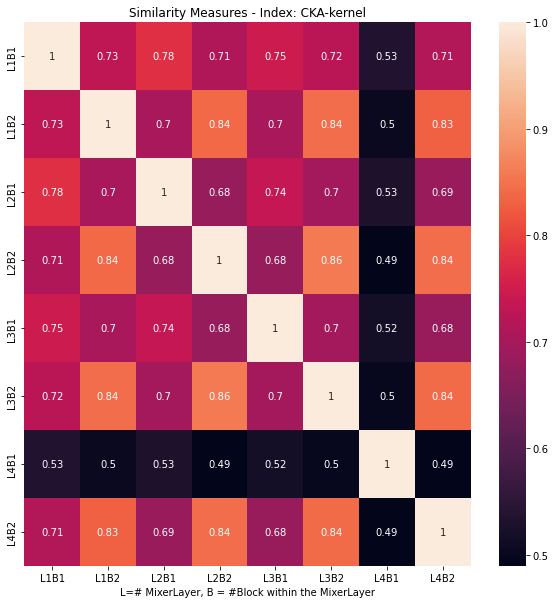 Similarity Measures - Index: CKA-kernel
L1B1 1 0.73 0.78 0.71 0.75 0.72 0.53 0.71
L1B2 0.73 1 0.7 0.84 0.7 0.84 0.5 0.83
L2B1 0.78 0.7 1 0.68 0.74 0.7 0.53 0.69
L2B2 0.71 0.84 0.68 1 0.68 0.86 0.49 0.84
L3B1 0.75 0.7 0.74 0.68 1 0.7 0.52 0.68
L3B2 0.72 0.84 0.7 0.86 0.7 1 0.5 0.84
L4B1 0.53 0.5 0.53 0.49 0.52 0.5 1 0.49
L4B2 0.71 0.83 0.69 0.84 0.68 0.84 0.49 1
L1B1 L1B2 L2B1 L2B2 L3B1 L3B2 L4B1 L4B2
L=# MixerLayer, B = #Block within the MixerLayer
1.0
0.9
0.8
0.7
0.6
0.5